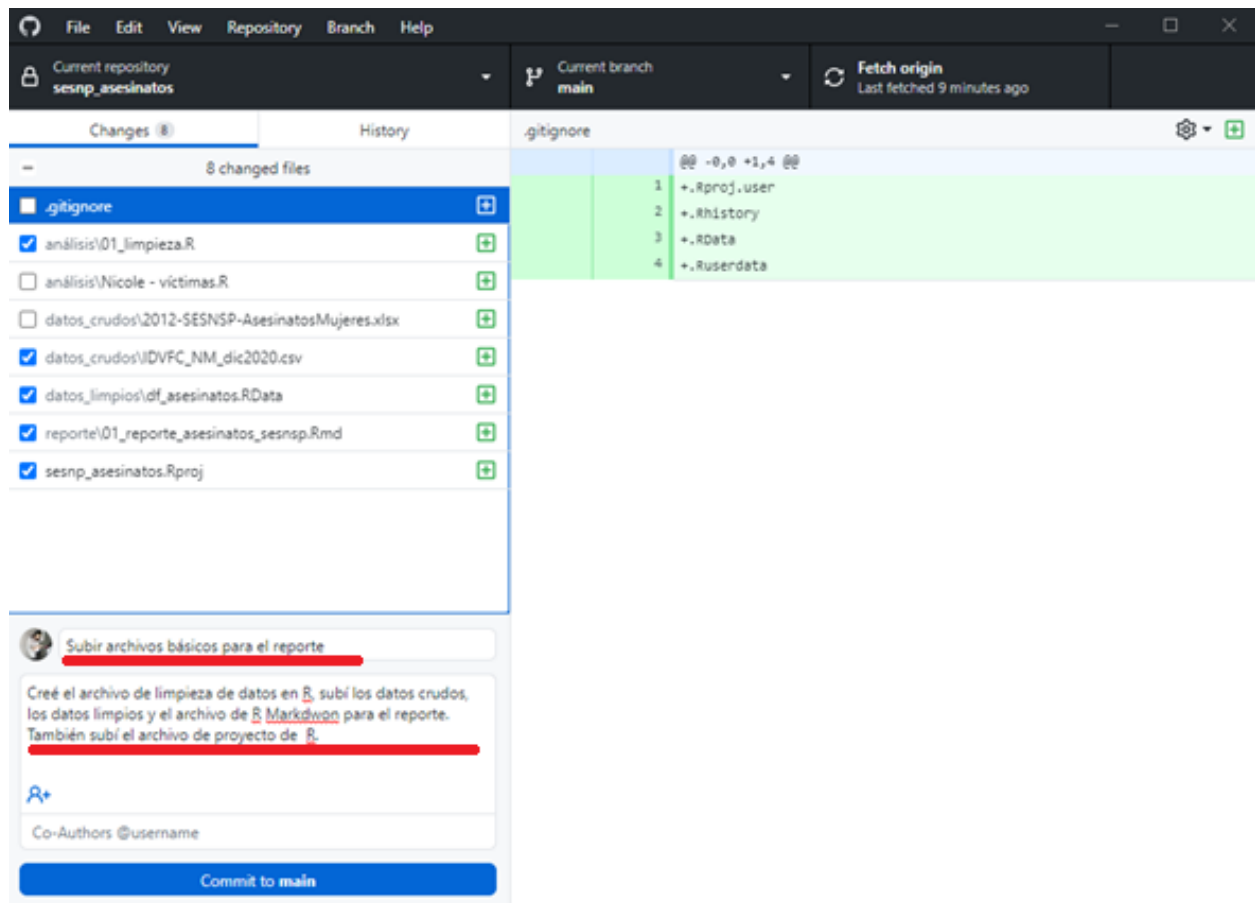 File Edit View Repository Branch Help
Current repository
sesnp_asesinatos
Current branch
main
Fetch origin
Last fetched 9 minutes ago
Changes 8
History
8 changed files
.gitignore
análisis\01_limpieza.R
análisis\Nicole - víctimas.R
datos_crudos\2012-SESNSP-AsesinatosMujeres.xlsx
datos_crudos\IDVFC_NM_dic2020.csv
datos_limpios\df_asesinatos.RData
reporte\01_reporte_asesinatos_sesnsp.Rmd
sesnp_asesinatos.Rproj
Subir archivos básicos para el reporte
Creé el archivo de limpieza de datos en R, subí los datos crudos,
los datos limpios y el archivo de R Markdwon para el reporte.
También subí el archivo de proyecto de R.
Co-Authors @username
Commit to main
.gitignore
@@ -0,0 +1,4 @@
1 +.Rproj.user
2 +.Rhistory
3 +.RData
4 +.Ruserdata